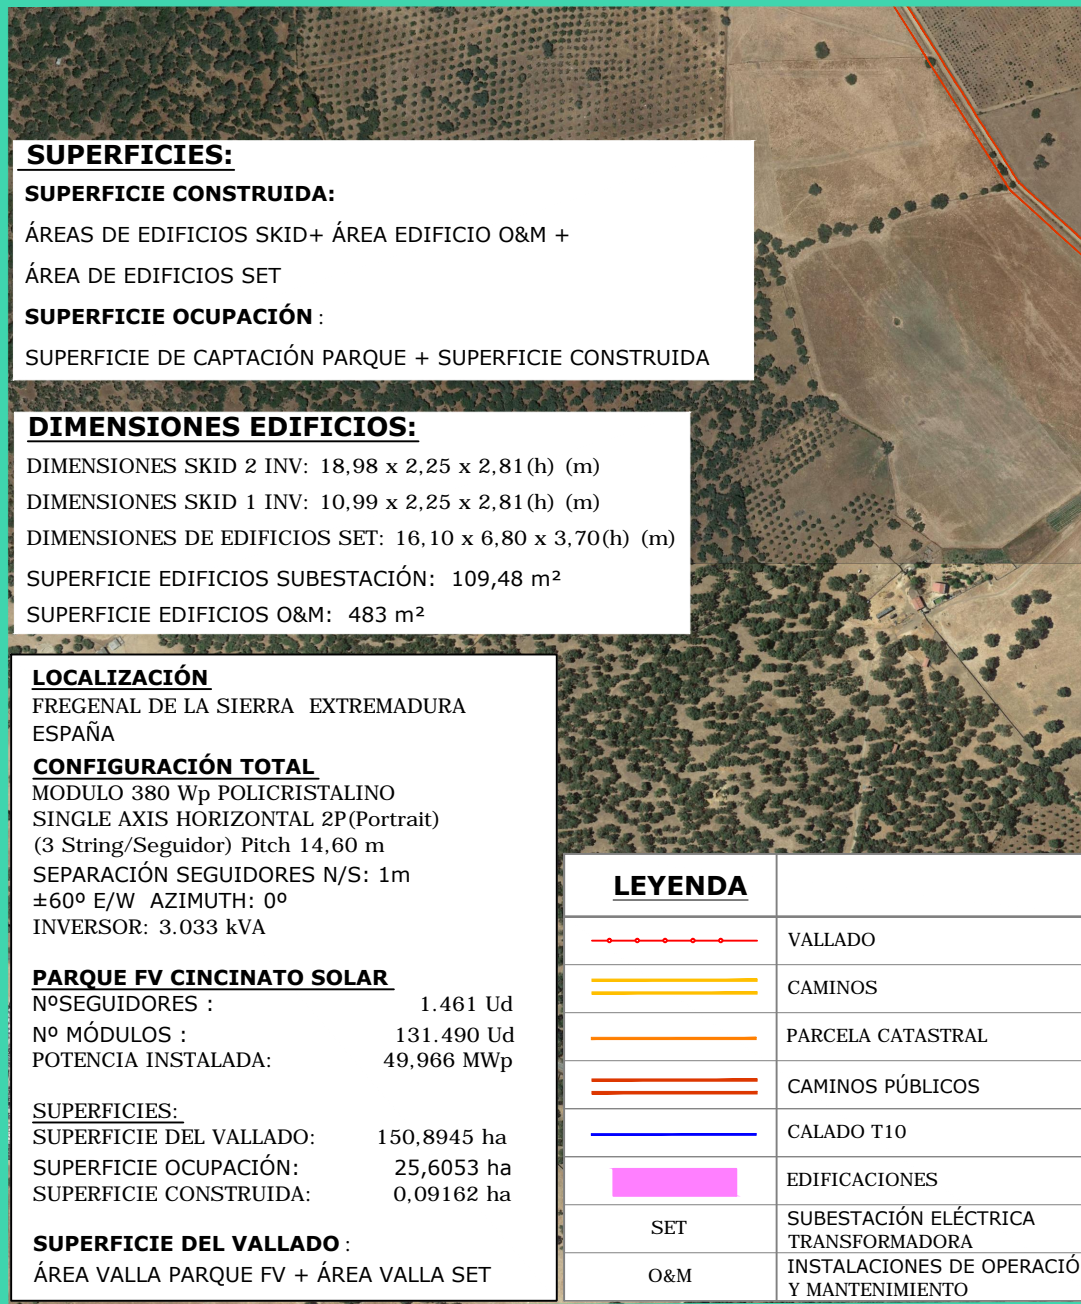 SUPERFICIES:
SUPERFICIE CONSTRUIDA:
ÁREAS DE EDIFICIOS SKID+ ÁREA EDIFICIO O&M +
ÁREA DE EDIFICIOS SET
SUPERFICIE OCUPACIÓN :
SUPERFICIE DE CAPTACIÓN PARQUE + SUPERFICIE CONSTRUIDA
DIMENSIONES EDIFICIOS:
DIMENSIONES SKID 2 INV: 18,98 x 2,25 x 2,81(h) (m)
DIMENSIONES SKID 1 INV: 10,99 x 2,25 x 2,81(h) (m)
DIMENSIONES DE EDIFICIOS SET: 16,10 x 6,80 x 3,70(h) (m)
SUPERFICIE EDIFICIOS SUBESTACIÓN: 109,48 m²
SUPERFICIE EDIFICIOS O&M: 483 m²
LOCALIZACIÓN
FREGENAL DE LA SIERRA EXTREMADURA
ESPAÑA
CONFIGURACIÓN TOTAL
MODULO 380 Wp POLICRISTALINO
SINGLE AXIS HORIZONTAL 2P(Portrait)
(3 String/Seguidor) Pitch 14,60 m
SEPARACIÓN SEGUIDORES N/S: 1m
±60º E/W AZIMUTH: 0º
INVERSOR: 3.033 kVA
PARQUE FV CINCINATO SOLAR
NºSEGUIDORES : 1.461 Ud
Nº MÓDULOS : 131.490 Ud
POTENCIA INSTALADA: 49,966 MWp
SUPERFICIES:
SUPERFICIE DEL VALLADO: 150,8945 ha
SUPERFICIE OCUPACIÓN: 25,6053 ha
SUPERFICIE CONSTRUIDA: 0,09162 ha
SUPERFICIE DEL VALLADO :
ÁREA VALLA PARQUE FV + ÁREA VALLA SET
LEYENDA
VALLADO
CAMINOS
PARCELA CATASTRAL
CAMINOS PÚBLICOS
CALADO T10
EDIFICACIONES
SET SUBESTACIÓN ELÉCTRICA
TRANSFORMADORA
O&M INSTALACIONES DE OPERACIÓ
Y MANTENIMIENTO